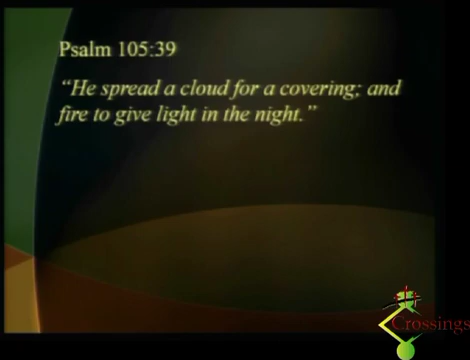 Psalm 105:39
“He spread a cloud for a covering; and
fire to give light in the night.”
Crossings